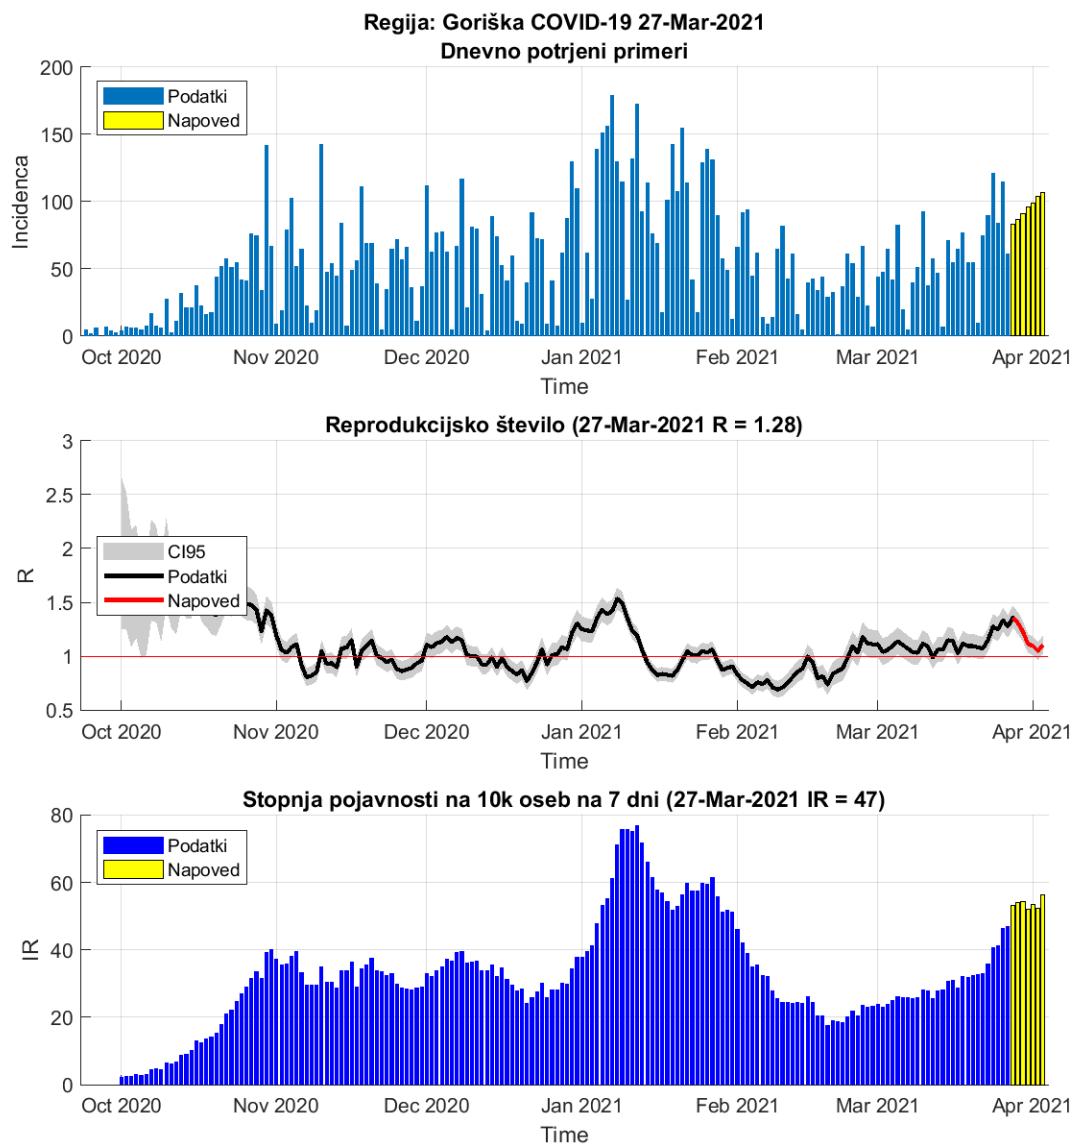 Regija: Goriška COVID-19 27-Mar-2021
Dnevno potrjeni primeri
200
150
100
50
0
Incidenca
Podatki
Napoved
Oct 2020 Nov 2020 Dec 2020 Jan 2021 Feb 2021 Mar 2021 Apr 2021
Time
Reprodukcijsko število (27-Mar-2021 R = 1.28)
3
2.5
2
1.5
1
0.5
R
CI95
Podatki
Napoved
Oct 2020 Nov 2020 Dec 2020 Jan 2021 Feb 2021 Mar 2021 Apr 2021
Time
Stopnja pojavnosti na 10k oseb na 7 dni (27-Mar-2021 IR = 47)
80
60
40
20
0
IR
Podatki
Napoved
Oct 2020 Nov 2020 Dec 2020 Jan 2021 Feb 2021 Mar 2021 Apr 2021
Time